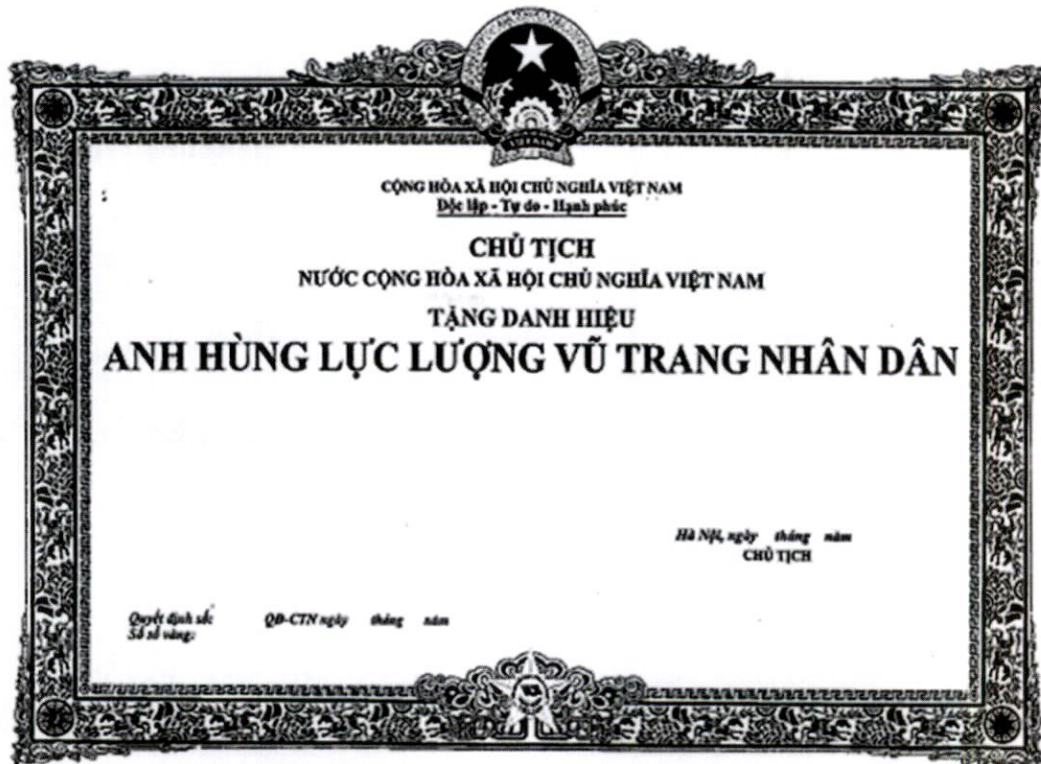 CỘNG HÒA XÃ HỘI CHỦ NGHĨA VIỆT NAM
Độc lập - Tự do - Hạnh phúc
CHỦ TỊCH
NƯỚC CỘNG HÒA XÃ HỘI CHỦ NGHĨA VIỆT NAM
TẶNG DANH HIỆU
ANH HÙNG LỰC LƯỢNG VŨ TRANG NHÂN DÂN
Hà Nội, ngày tháng năm
CHỦ TỊCH
Quyết định số: QĐ-CTN ngày tháng năm
Số sổ vàng: